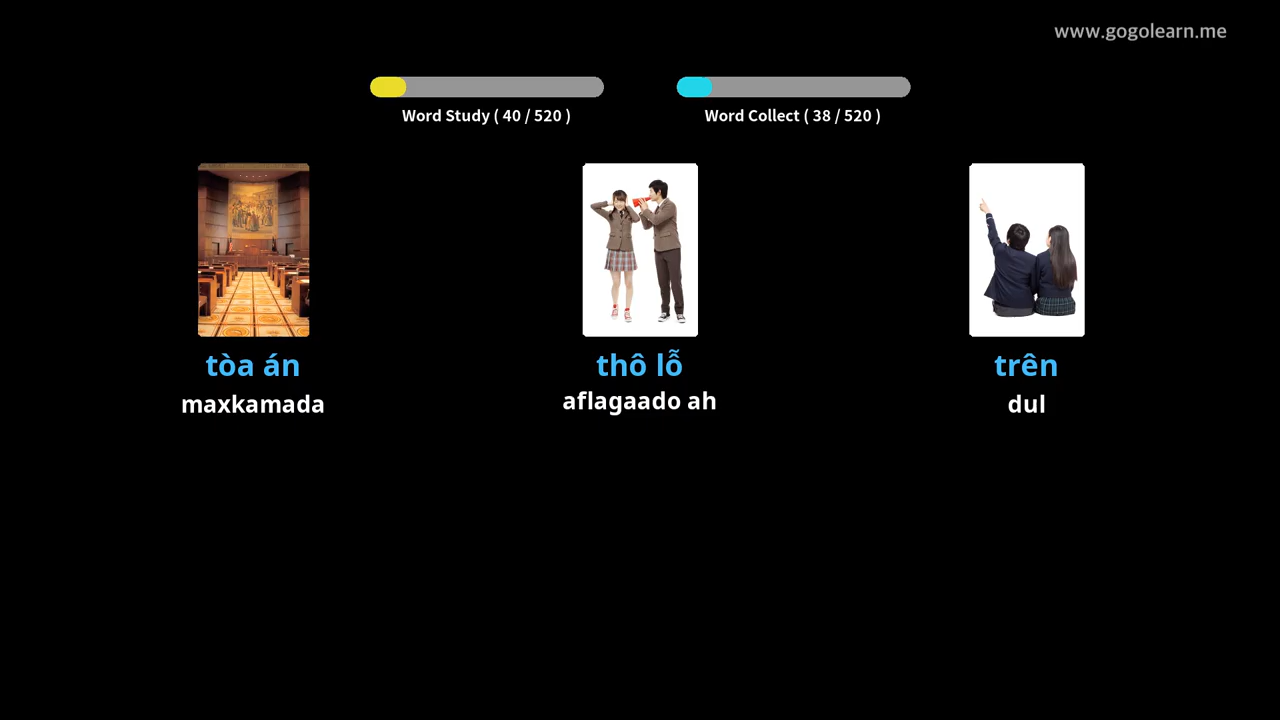 www.gogolearn.me
Word Study ( 40 / 520 )
Word Collect ( 38 / 520 )
tòa án
maxkamada
thô lỗ
aflagaado ah
trên
dul